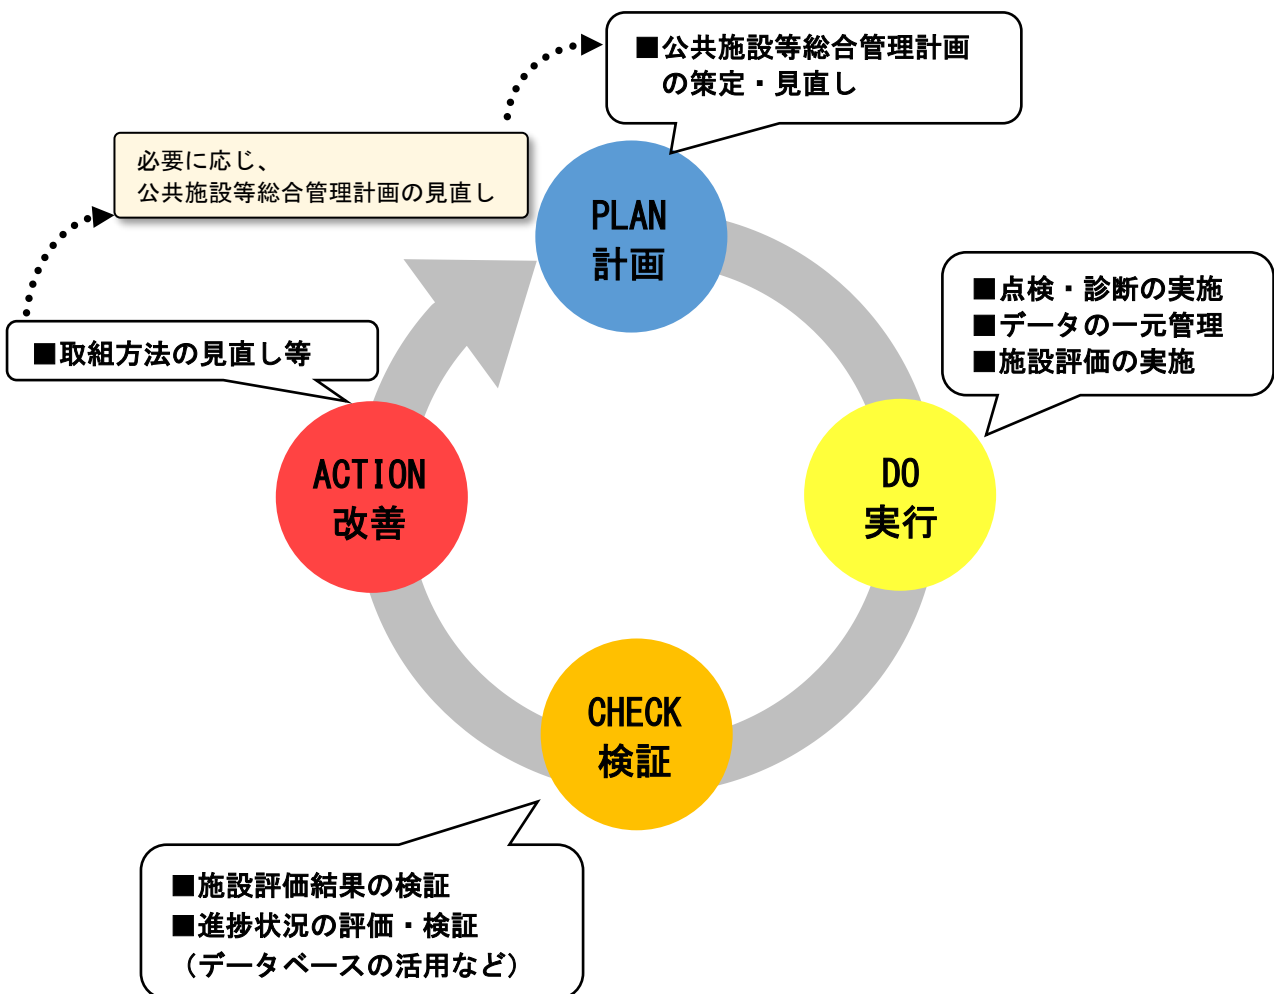 ■公共施設等総合管理計画
の策定・見直し
必要に応じ、
公共施設等総合管理計画の見直し
PLAN
計画
■点検・診断の実施
■データの一元管理
■施設評価の実施
■取組方法の見直し等
ACTION
改善
DO
実行
CHECK
検証
■施設評価結果の検証
■進捗状況の評価・検証
（データベースの活用など）